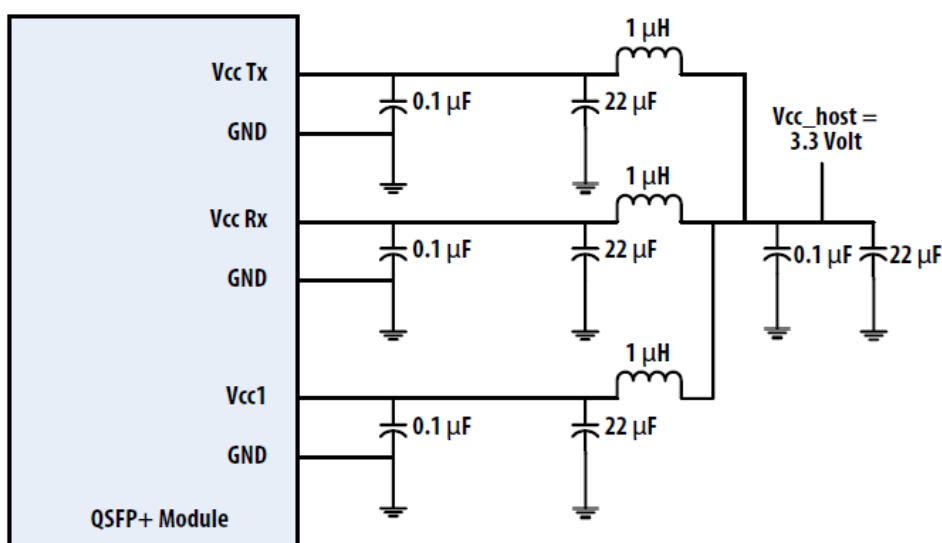 1 µH
Vcc Tx
0.1 µF
22 µF
GND
Vcc_host =
3.3 Volt
1 µH
Vcc Rx
0.1 µF
22 µF
0.1 µF
22 µF
GND
1 µH
Vcc1
0.1 µF
22 µF
GND
QSFP+ Module